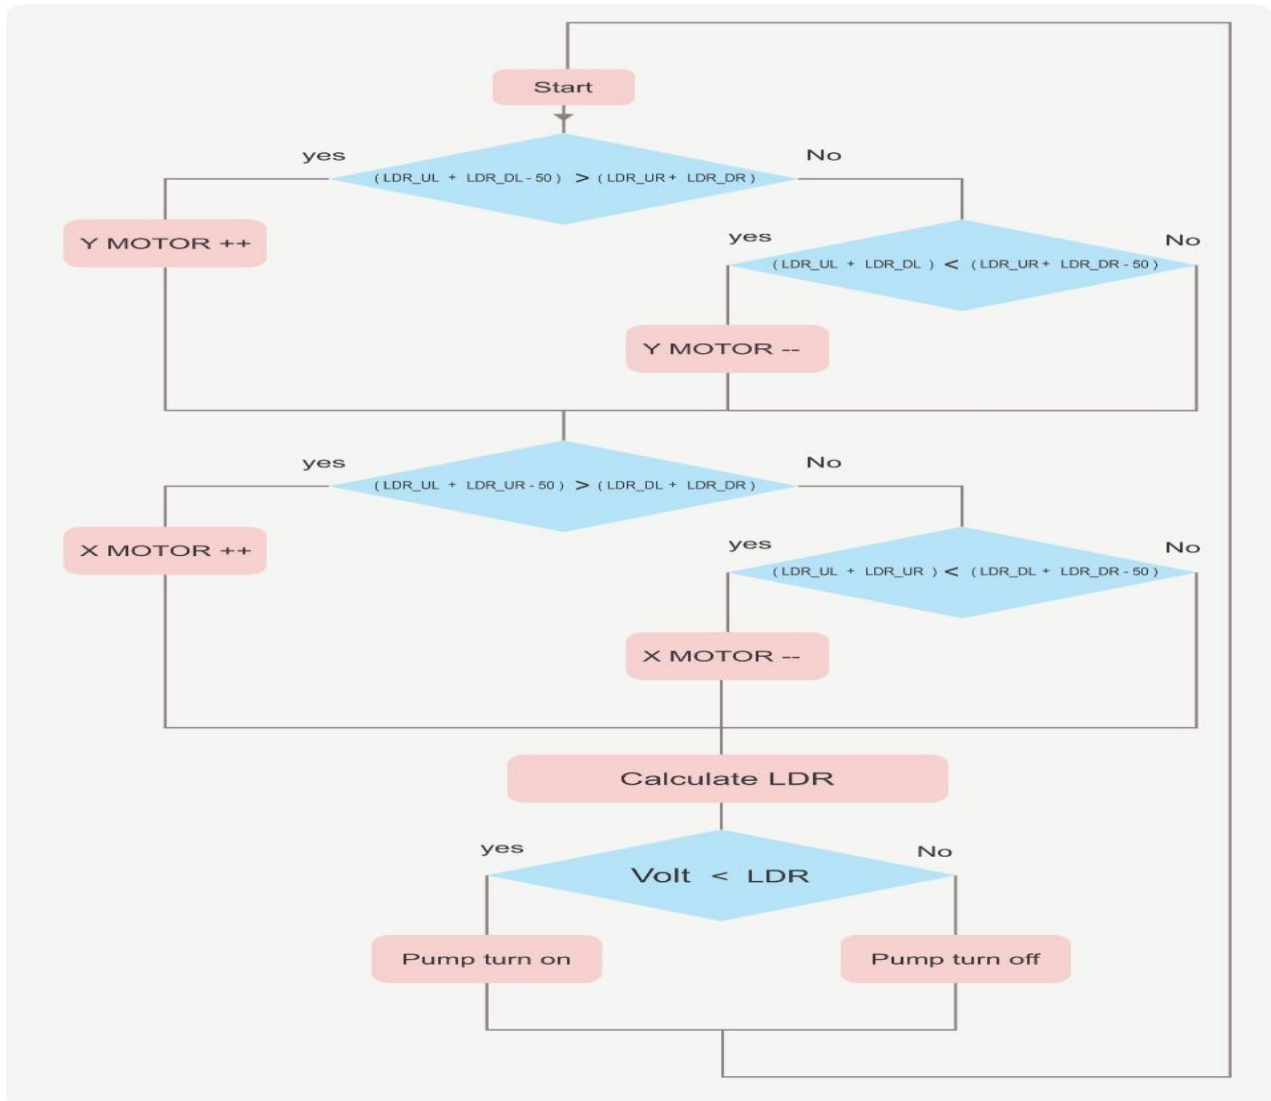 Start
yes
No
( LDR_UL + LDR_DL - 50 ) > ( LDR_UR + LDR_DR )
Y MOTOR ++
yes
No
( LDR_UL + LDR_DL ) < ( LDR_UR + LDR_DR - 50 )
Y MOTOR --
yes
No
( LDR_UL + LDR_UR - 50 ) > ( LDR_DL + LDR_DR )
X MOTOR ++
yes
No
( LDR_UL + LDR_UR ) < ( LDR_DL + LDR_DR - 50 )
X MOTOR --
Calculate LDR
yes
No
Volt < LDR
Pump turn on
Pump turn off